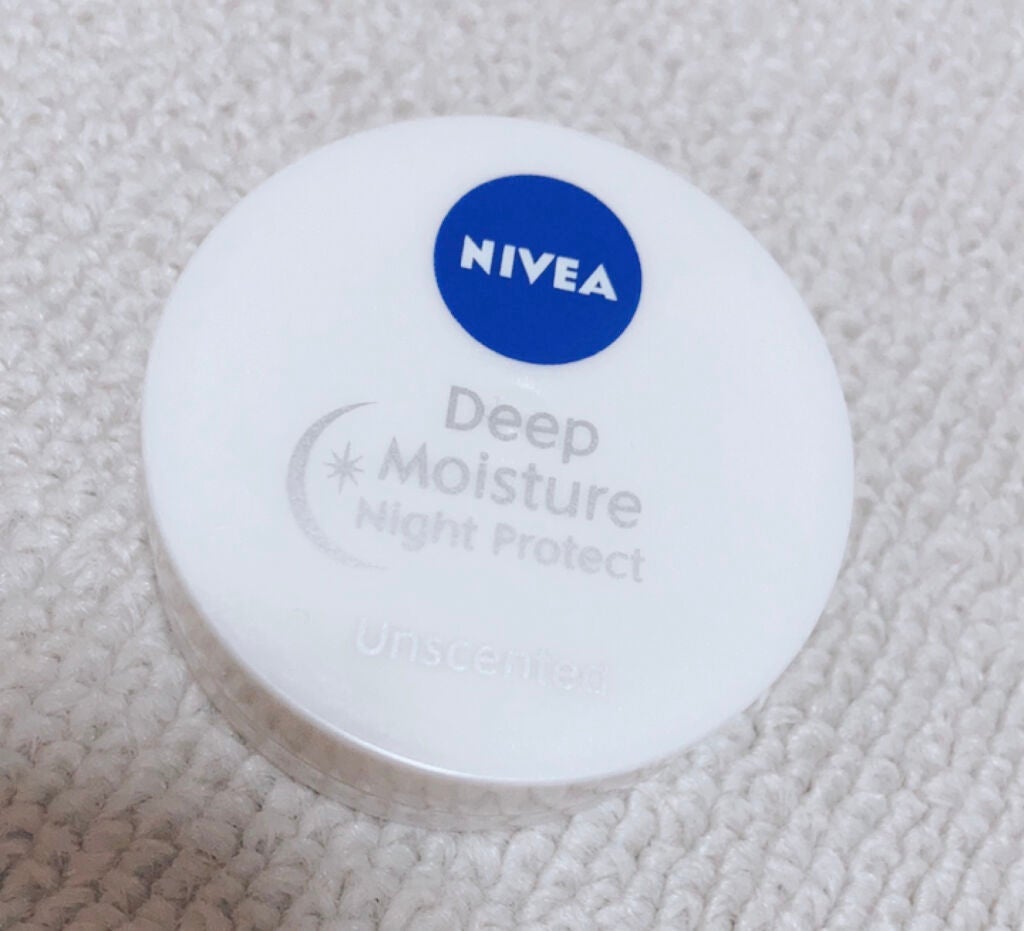 NIVEA
Deep
Moisture
Night Protect
Unscented